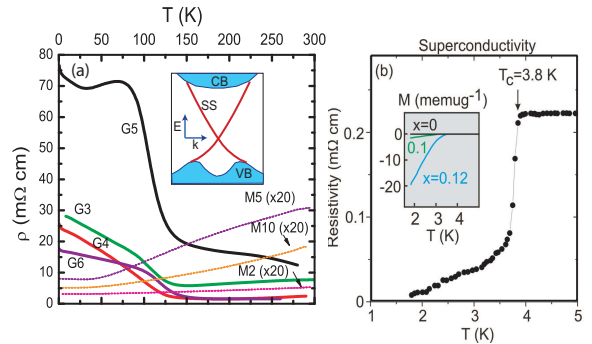 T (K)
0 50 100 150 200 250 300
80
70
60
50
40
30
20
10
0
ρ (mΩ cm)
(a)
CB
SS
E
k
VB
G5
G3
G4
G6
M5 (x20)
M10 (x20)
M2 (x20)
Superconductivity
(b)
Tc=3.8 K
M (memug-1)
x=0
0.1
x=0.12
0
-10
-20
2 3 4
T (K)
0.2
0.1
0
Resistivity (mΩ cm)
1 2 3 4 5
T (K)